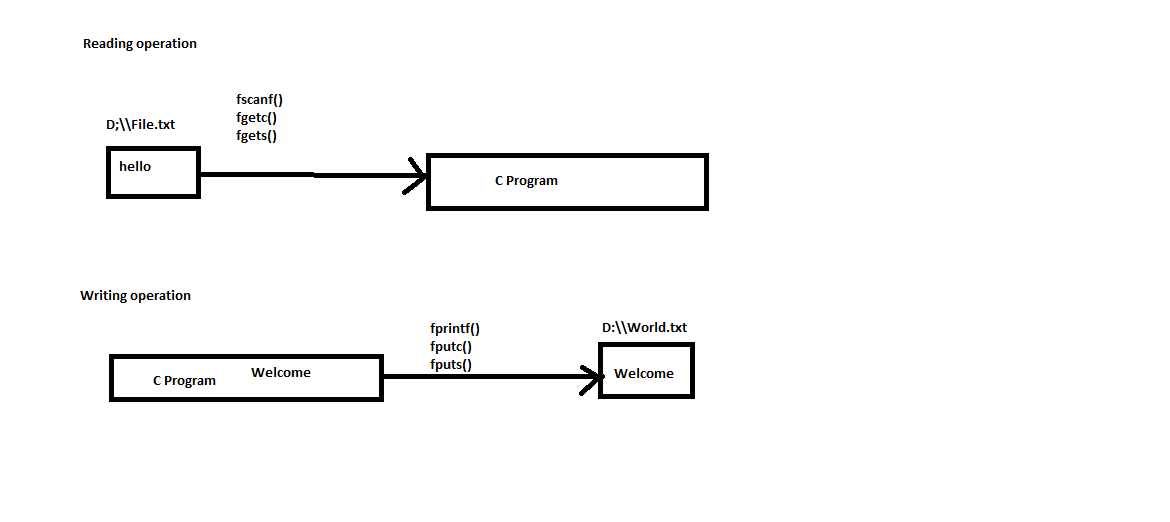 Reading operation
fscanf()
fgetc()
fgets()
D;\\File.txt
hello
C Program
Writing operation
fprintf()
fputc()
fputs()
D:\\World.txt
C Program
Welcome
Welcome